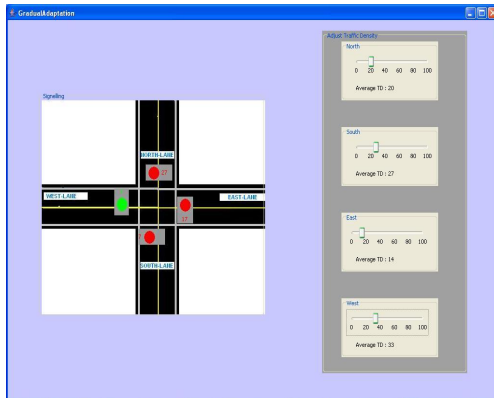 GradualAdaptation
Signalling
NORTH-LANE
27
WEST-LANE
EAST-LANE
17
SOUTH-LANE
Adjust Traffic Density
North
0 20 40 60 80 100
Average TD : 20
South
0 20 40 60 80 100
Average TD : 27
East
0 20 40 60 80 100
Average TD : 14
West
0 20 40 60 80 100
Average TD : 33